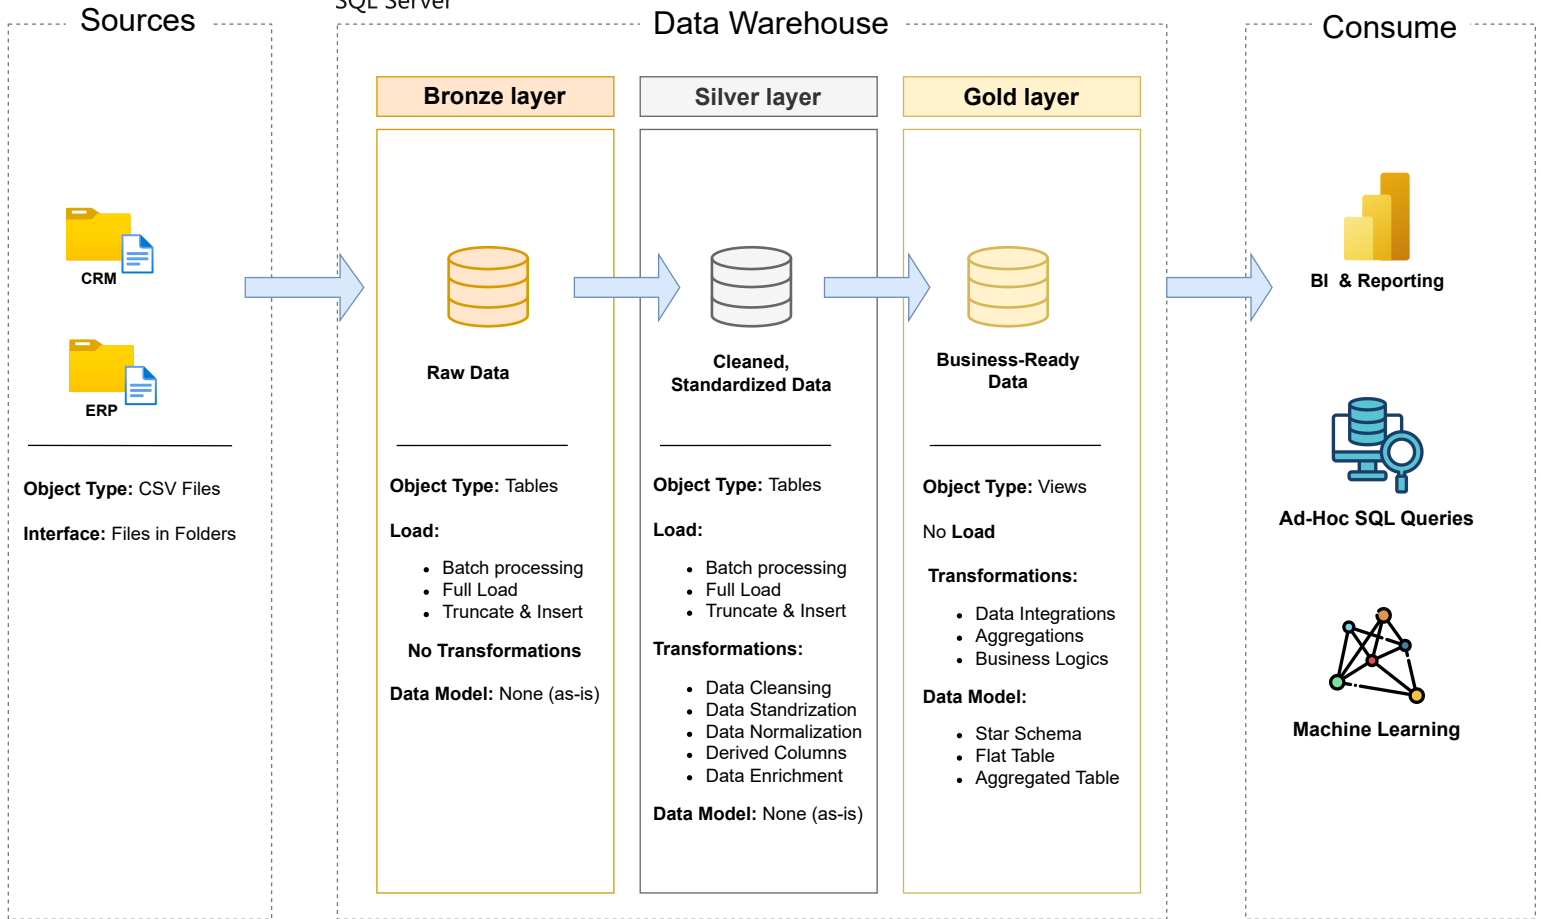 Sources
SQL Server
Data Warehouse
Consume
CRM
ERP
Object Type: CSV Files
Interface: Files in Folders
Bronze layer
Raw Data
Object Type: Tables
Load:
• Batch processing
• Full Load
• Truncate & Insert
No Transformations
Data Model: None (as-is)
Silver layer
Cleaned,
Standardized Data
Object Type: Tables
Load:
• Batch processing
• Full Load
• Truncate & Insert
Transformations:
• Data Cleansing
• Data Standrization
• Data Normalization
• Derived Columns
• Data Enrichment
Data Model: None (as-is)
Gold layer
Business-Ready
Data
Object Type: Views
No Load
Transformations:
• Data Integrations
• Aggregations
• Business Logics
Data Model:
• Star Schema
• Flat Table
• Aggregated Table
BI & Reporting
Ad-Hoc SQL Queries
Machine Learning